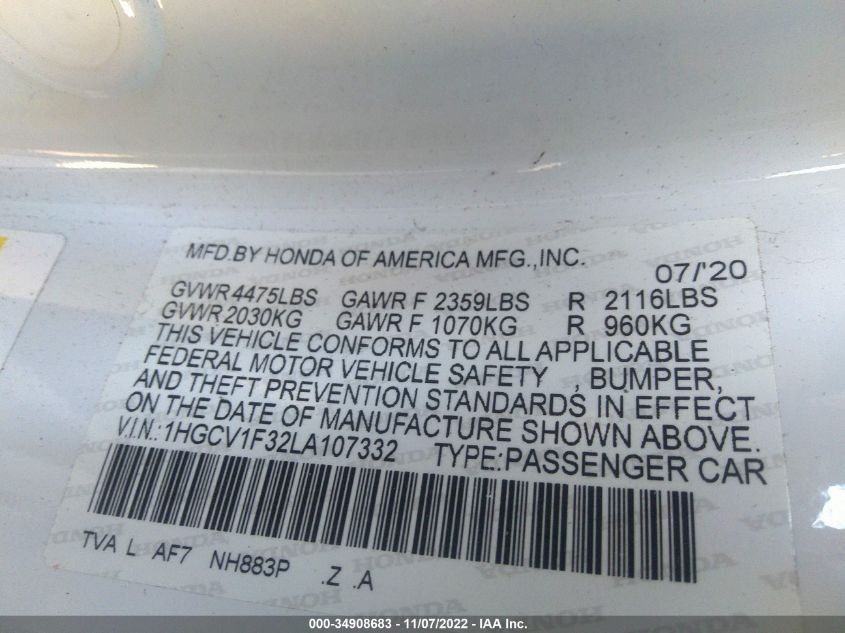 MFD.BY HONDA OF AMERICA MFG.,INC. 07/'20
GVWR 4475LBS GAWR F 2359LBS R 2116LBS
GVWR 2030KG GAWR F 1070KG R 960KG
THIS VEHICLE CONFORMS TO ALL APPLICABLE
FEDERAL MOTOR VEHICLE SAFETY , BUMPER,
AND THEFT PREVENTION STANDARDS IN EFFECT
ON THE DATE OF MANUFACTURE SHOWN ABOVE.
V.I.N.:1HGCV1F32LA107332 TYPE:PASSENGER CAR
TVA L AF7 NH883P .Z .A
000-34908683 - 11/07/2022 - IAA Inc.